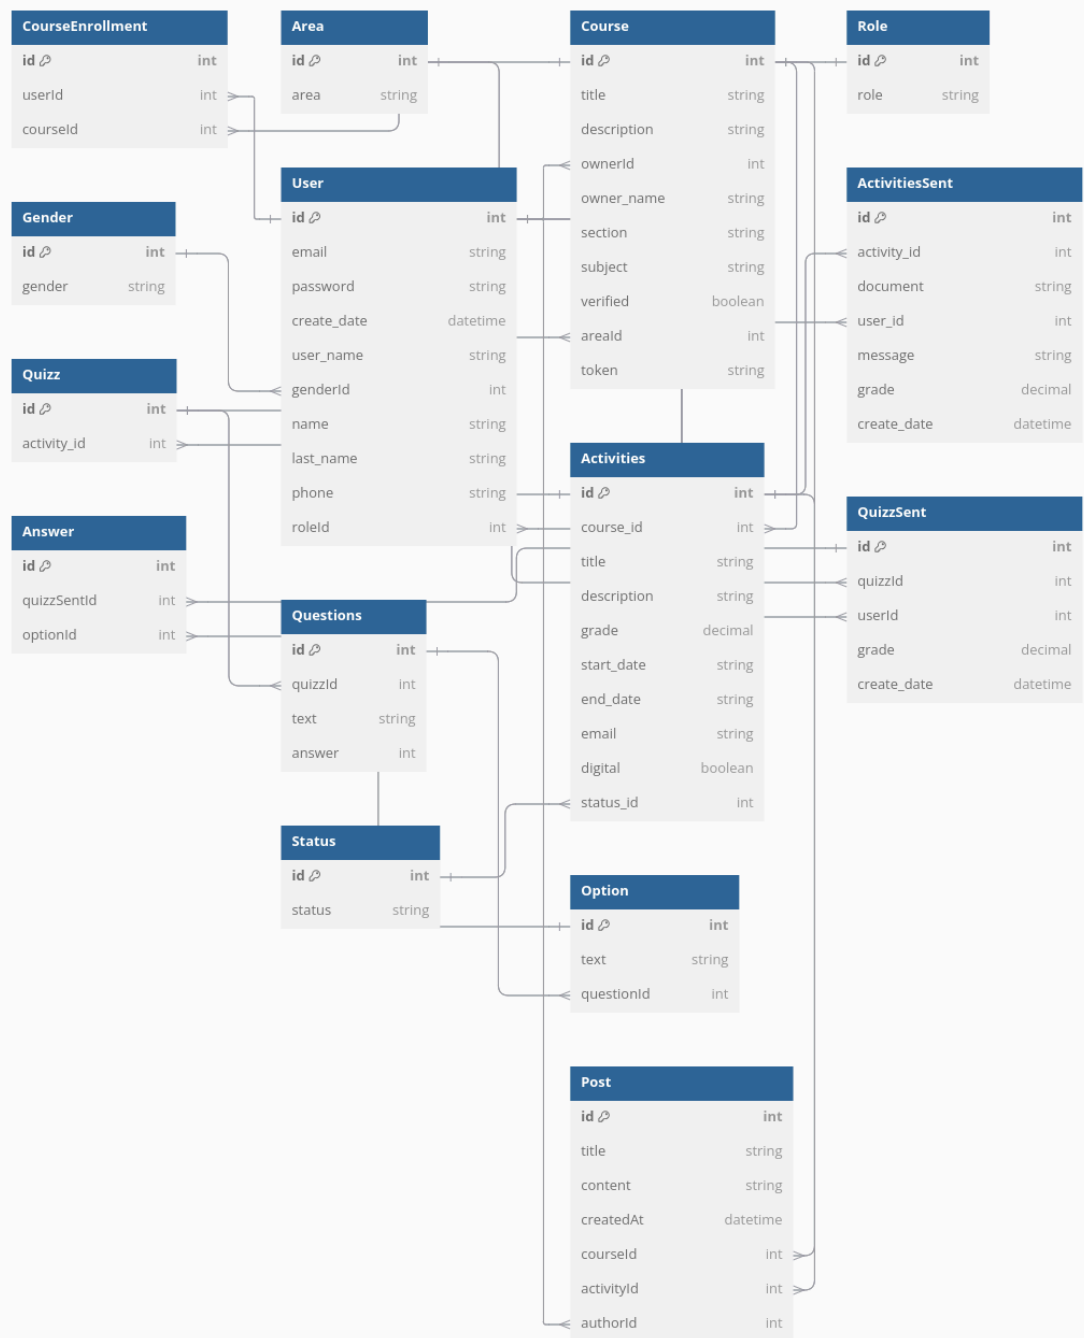 CourseEnrollment
id int
userId int
courseId int
Area
id int
area string
Course
id int
title string
description string
ownerId int
owner_name string
section string
subject string
verified boolean
areaId int
token string
Role
id int
role string
User
id int
email string
password string
create_date datetime
user_name string
genderId int
name string
last_name string
phone string
roleId int
ActivitiesSent
id int
activity_id int
document string
user_id int
message string
grade decimal
create_date datetime
Gender
id int
gender string
Quizz
id int
activity_id int
Activities
id int
course_id int
title string
description string
grade decimal
start_date string
end_date string
email string
digital boolean
status_id int
QuizzSent
id int
quizzId int
userId int
grade decimal
create_date datetime
Answer
id int
quizzSentId int
optionId int
Questions
id int
quizzId int
text string
answer int
Status
id int
status string
Option
id int
text string
questionId int
Post
id int
title string
content string
createdAt datetime
courseId int
activityId int
authorId int